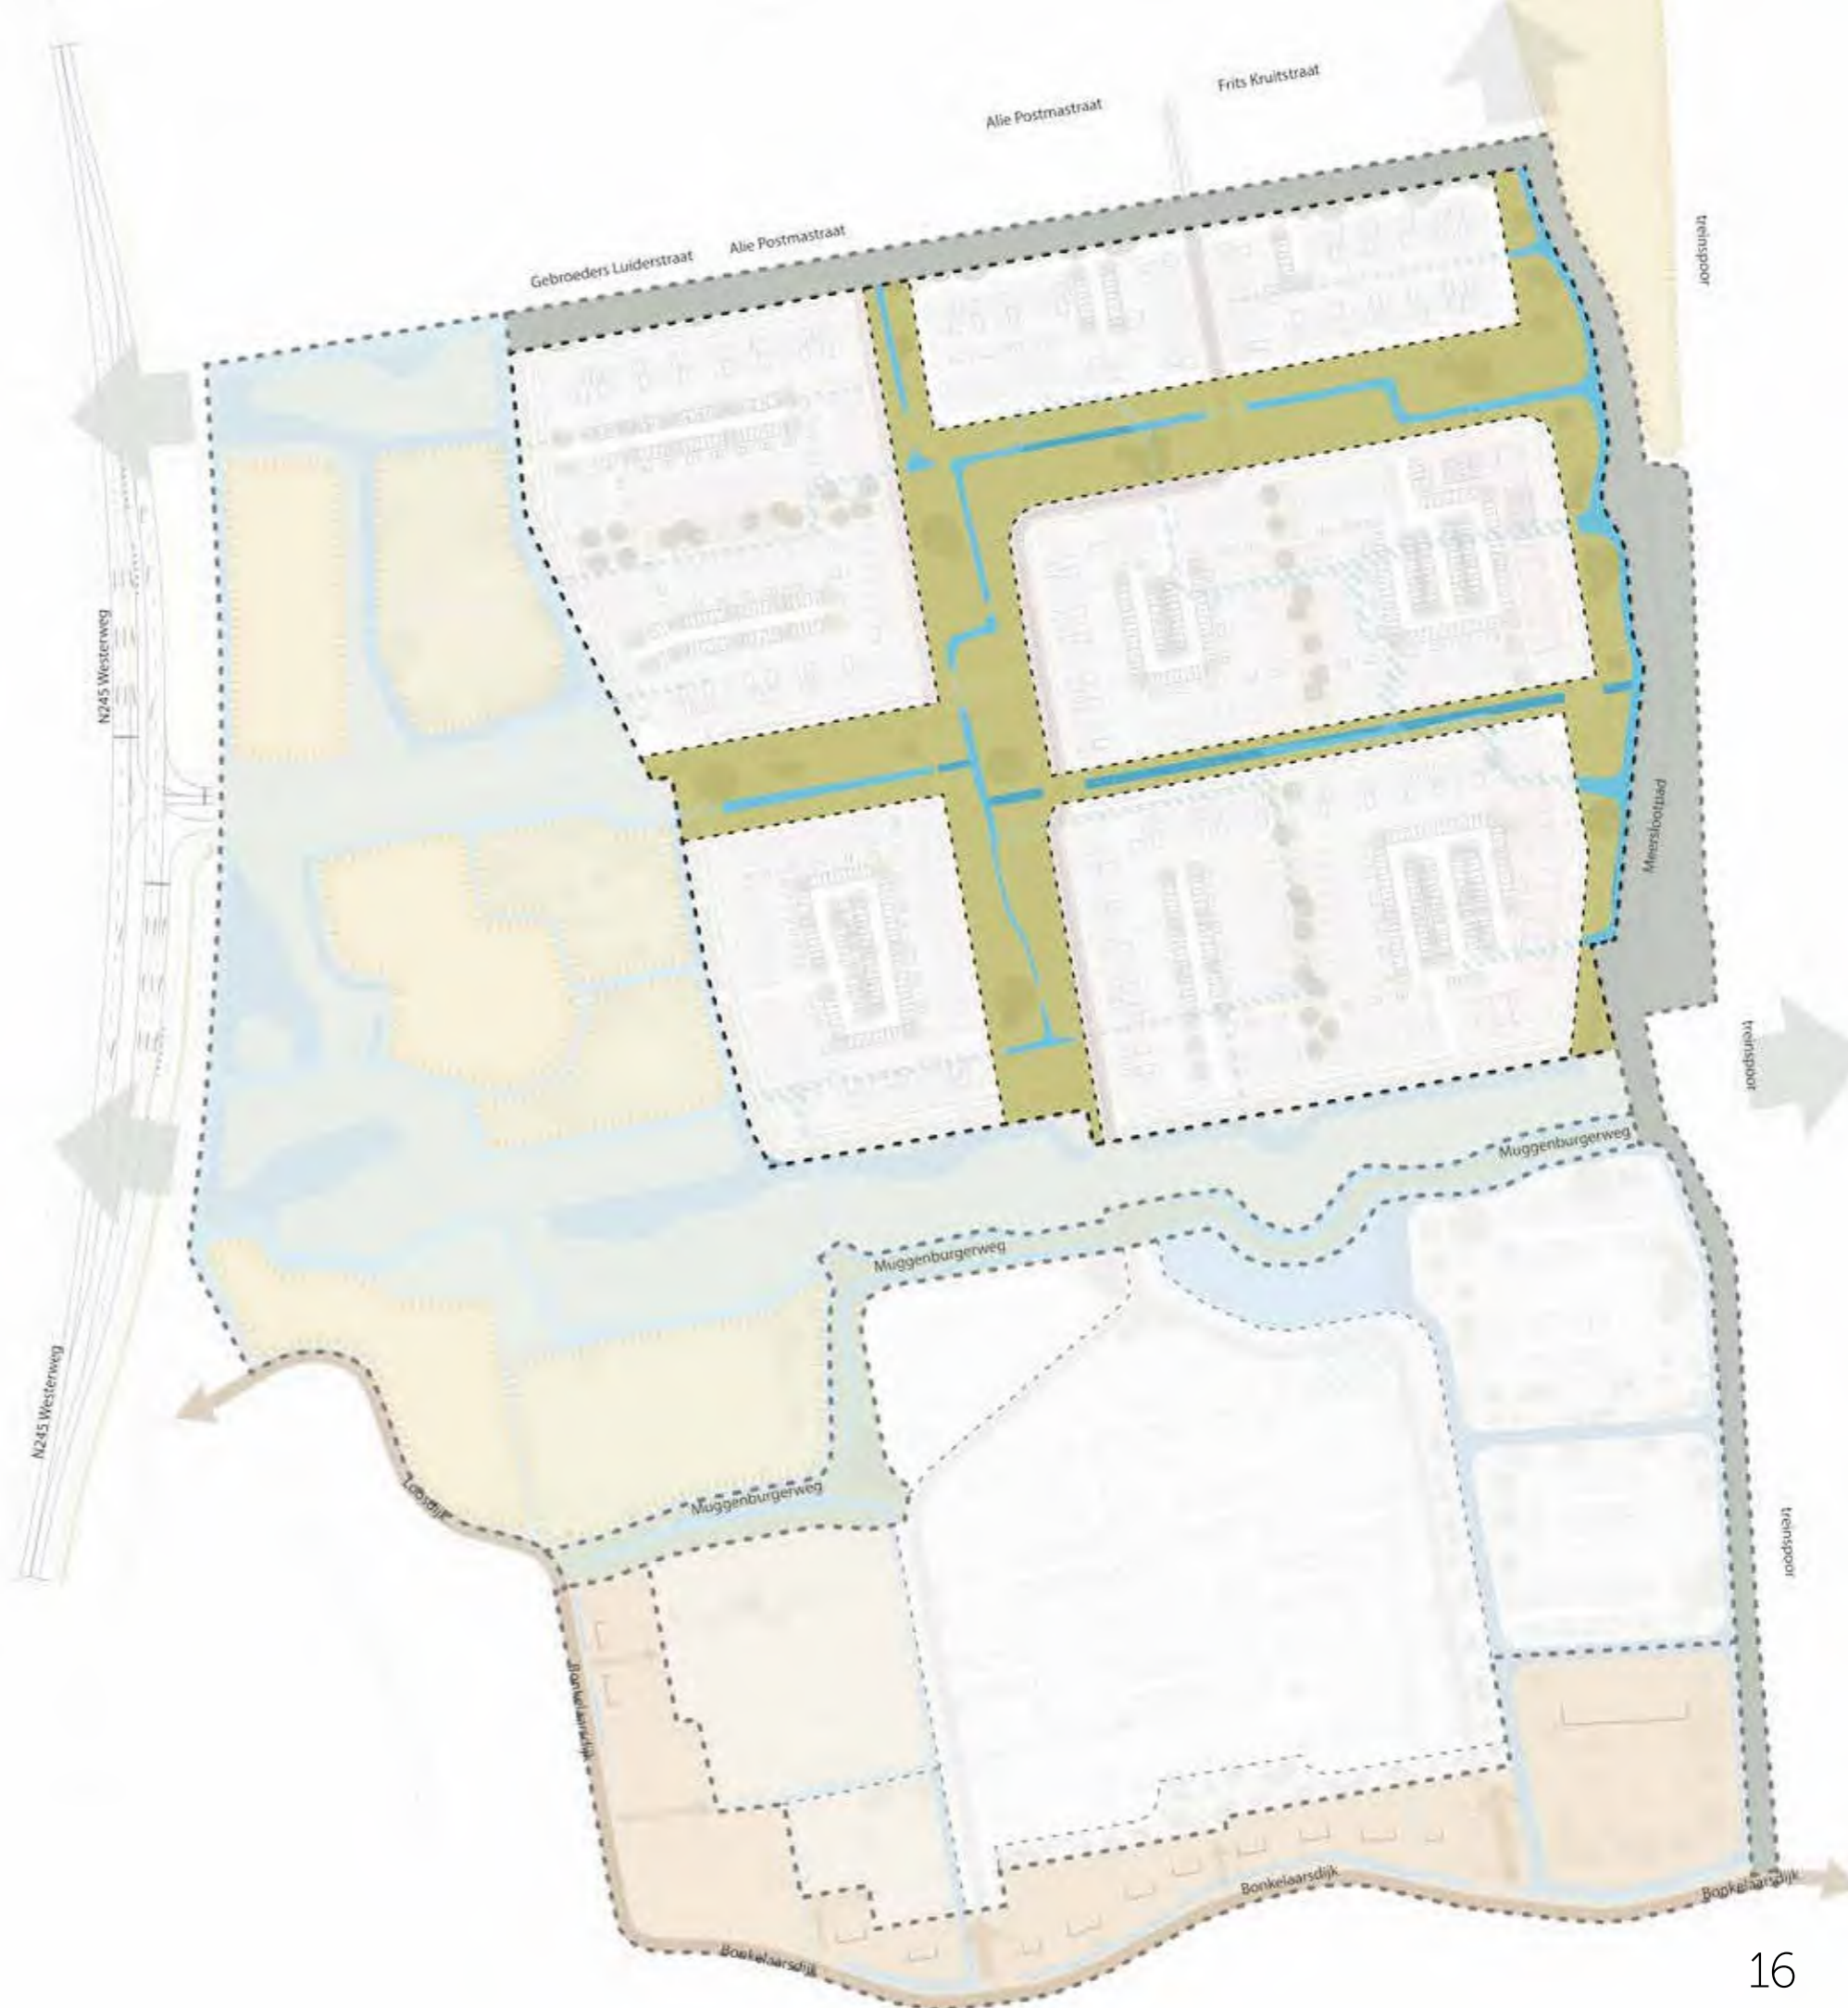 Frits Kruitstraat
Alie Postmastraat
Gebroeders Luiderstraat
Alie Postmastraat
treinspoor
N245 Westerweg
Meerslootpad
treinspoor
Muggenburgerweg
Muggenburgerweg
N245 Westerweg
Loosdijk
Muggenburgerweg
treinspoor
Bonkelaarsdijk
Bonkelaarsdijk
Bonkelaarsdijk
Bonkelaarsdijk
16